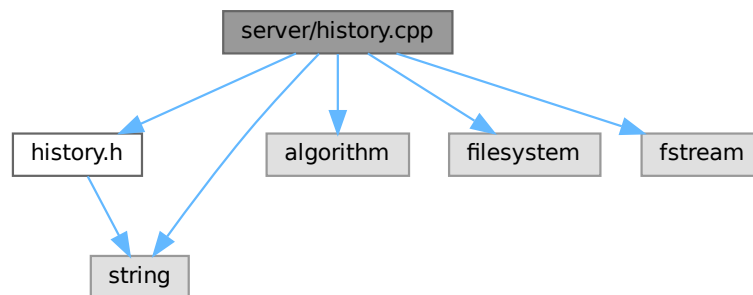 server/history.cpp
history.h
algorithm
filesystem
fstream
string